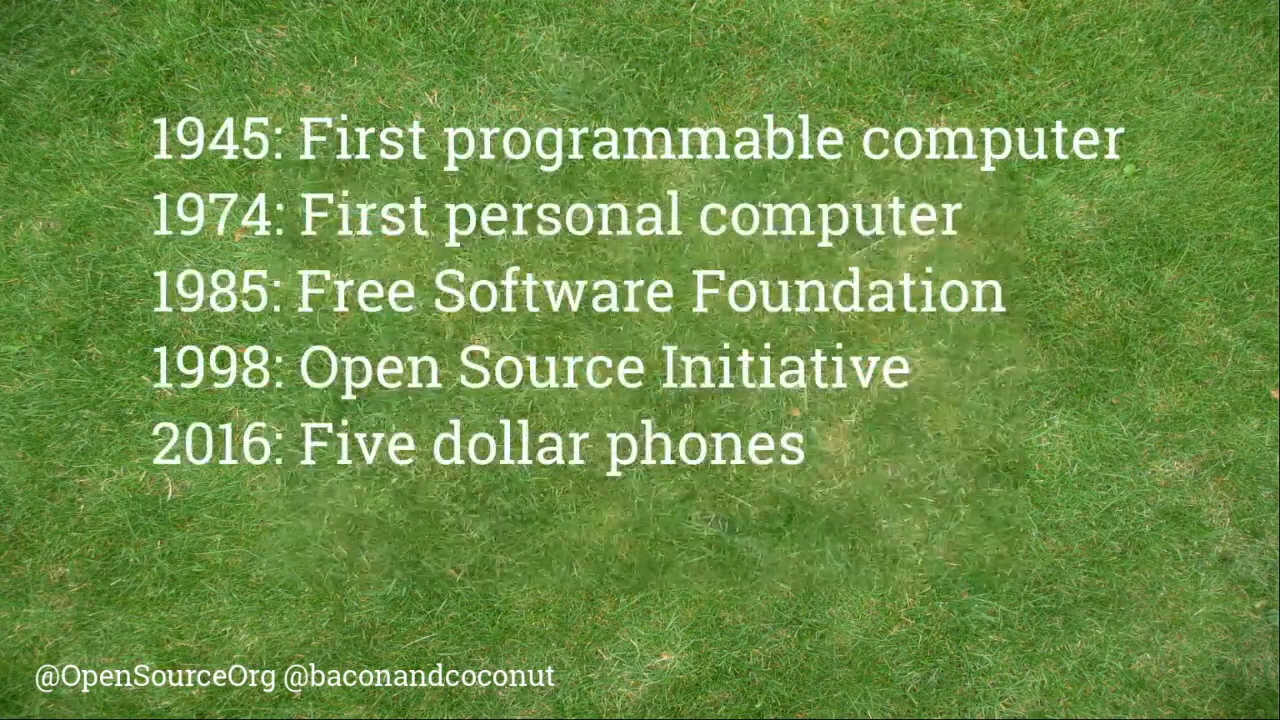 1945: First programmable computer
1974: First personal computer
1985: Free Software Foundation
1998: Open Source Initiative
2016: Five dollar phones
@OpenSourceOrg @baconandcoconut